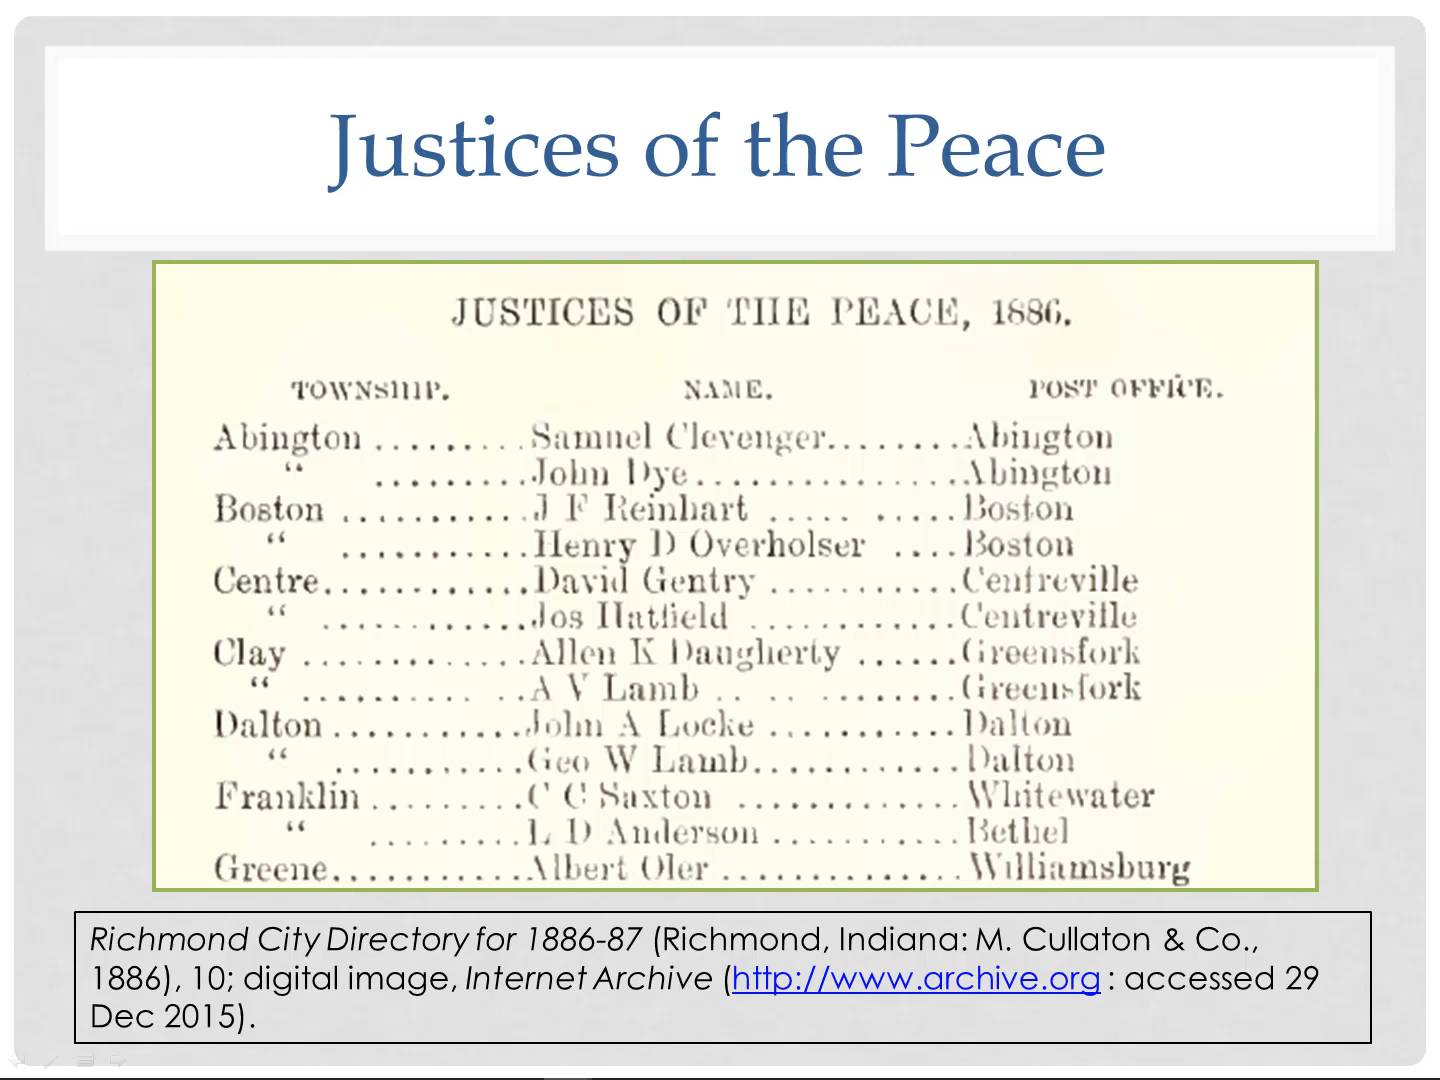 Justices of the Peace
JUSTICES OF THE PEACE, 1886.
TOWNSHIP. NAME. POST OFFICE.
Abington .........Samuel Clevenger........Abington
“ .........John Dye................Abington
Boston ...........J F Reinhart ..... .....Boston
“ ...........Henry D Overholser ....Boston
Centre............David Gentry ...........Centreville
“ ............Jos Hatfield ............Centreville
Clay .............Allen K Daugherty ......Greensfork
“ .......... ..A V Lamb .. .. ........Greensfork
Dalton ...........John A Locke ...........Dalton
“ ...........Geo W Lamb............Dalton
Franklin .........C C Saxton .............Whitewater
“ .........L D Anderson ..........Bethel
Greene............Albert Oler .............Williamsburg
Richmond City Directory for 1886-87 (Richmond, Indiana: M. Cullaton & Co.,
1886), 10; digital image, Internet Archive (http://www.archive.org : accessed 29
Dec 2015).